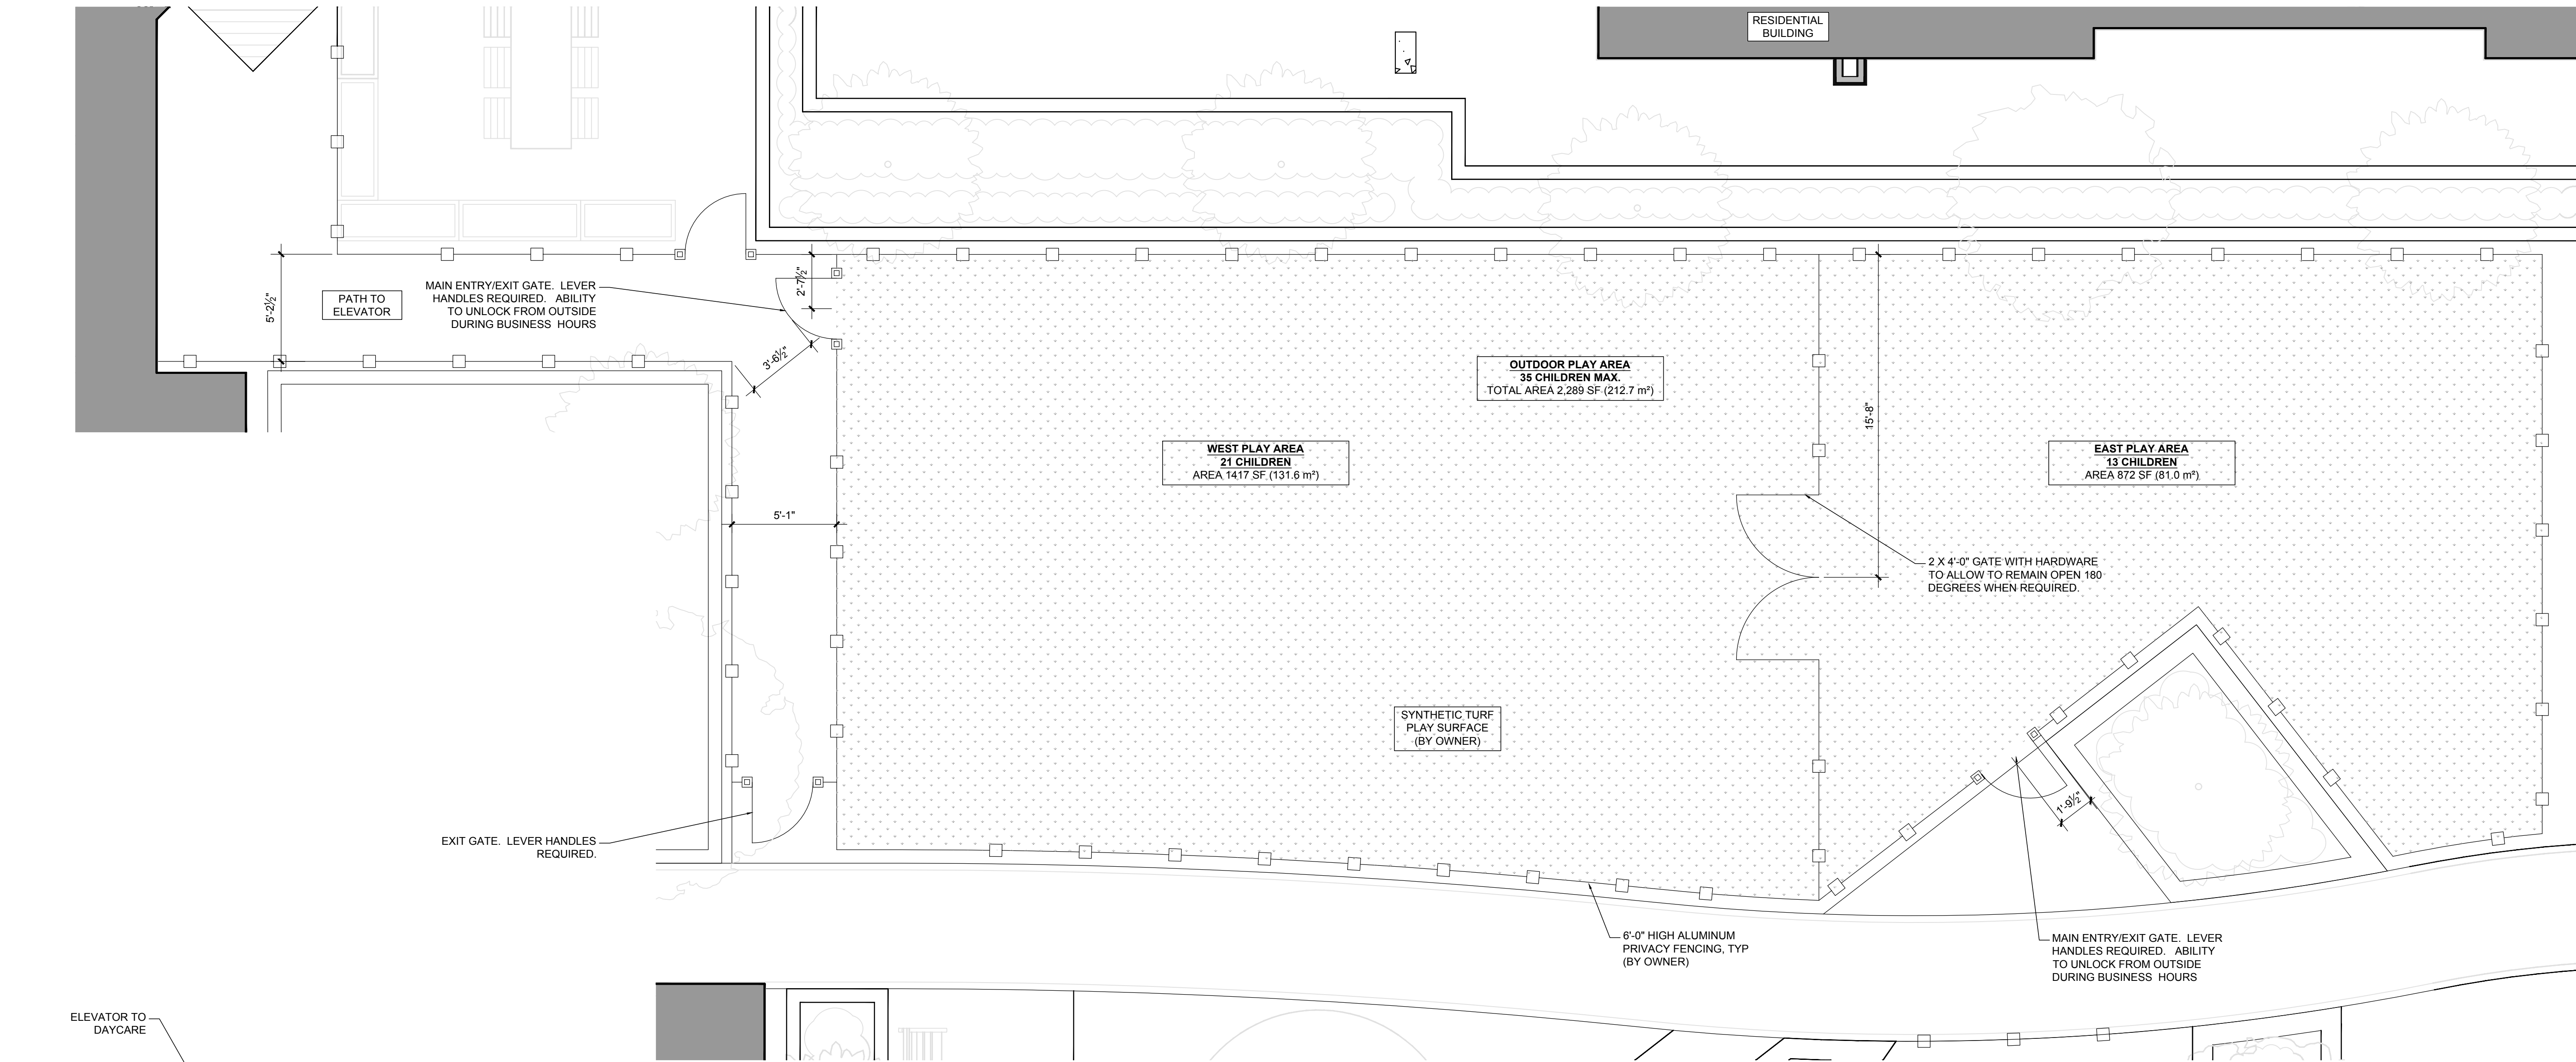 RESIDENTIAL
BUILDING
5'-2½"
PATH TO
ELEVATOR
MAIN ENTRY/EXIT GATE.  LEVER
HANDLES REQUIRED.   ABILITY
TO UNLOCK FROM OUTSIDE
DURING BUSINESS  HOURS
2'-7½"
3'-6½"
OUTDOOR PLAY AREA
35 CHILDREN MAX.
TOTAL AREA 2,289 SF (212.7 m²)
15'-8"
WEST PLAY AREA
21 CHILDREN
AREA 1417 SF (131.6 m²)
EAST PLAY AREA
13 CHILDREN
AREA 872 SF (81.0 m²)
5'-1"
2 X 4'-0" GATE WITH HARDWARE
TO ALLOW TO REMAIN OPEN 180
DEGREES WHEN REQUIRED.
SYNTHETIC TURF
PLAY SURFACE
(BY OWNER)
1'-9½"
EXIT GATE.  LEVER HANDLES
REQUIRED.
6'-0" HIGH ALUMINUM
PRIVACY FENCING, TYP
(BY OWNER)
MAIN ENTRY/EXIT GATE.  LEVER
HANDLES REQUIRED.   ABILITY
TO UNLOCK FROM OUTSIDE
DURING BUSINESS  HOURS
ELEVATOR TO
DAYCARE